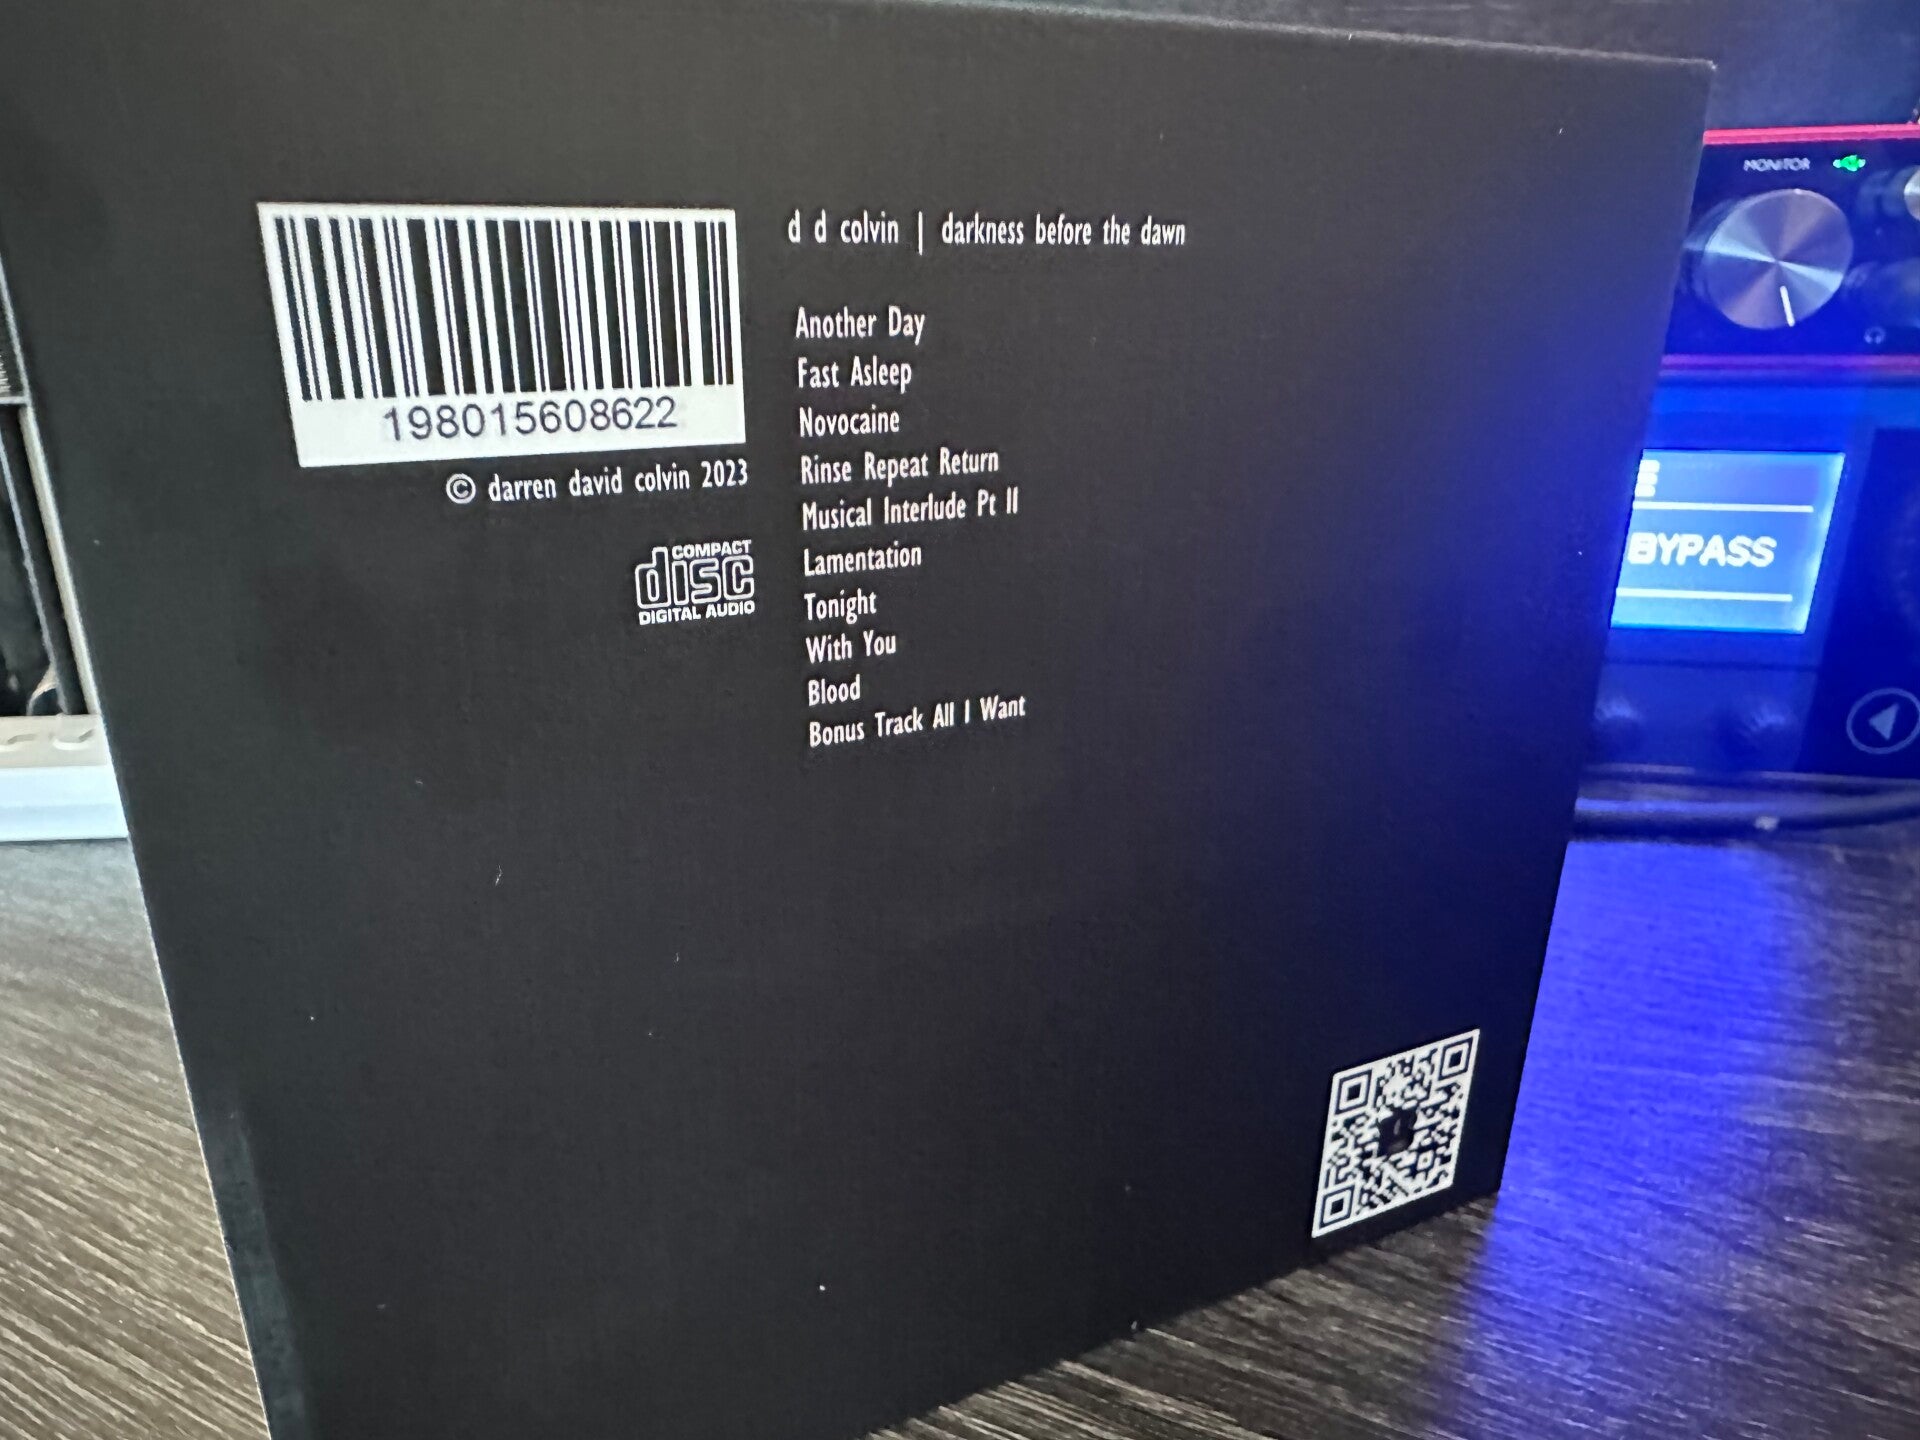 198015608622
© darren david colvin 2023
COMPACT
disc
DIGITAL AUDIO
d d colvin | darkness before the dawn
Another Day
Fast Asleep
Novocaine
Rinse Repeat Return
Musical Interlude Pt II
Lamentation
Tonight
With You
Blood
Bonus Track All I Want
MONITOR
BYPASS